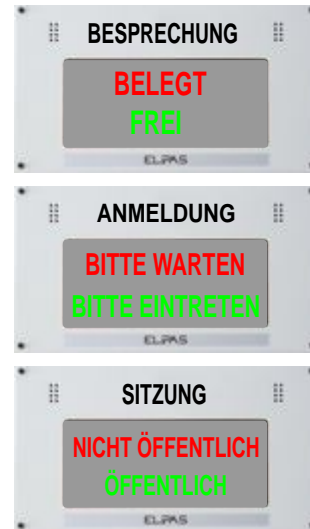 BESPRECHUNG
BELEGT
FREI
ELPAS
ANMELDUNG
BITTE WARTEN
BITTE EINTRETEN
ELPAS
SITZUNG
NICHT ÖFFENTLICH
ÖFFENTLICH
ELPAS